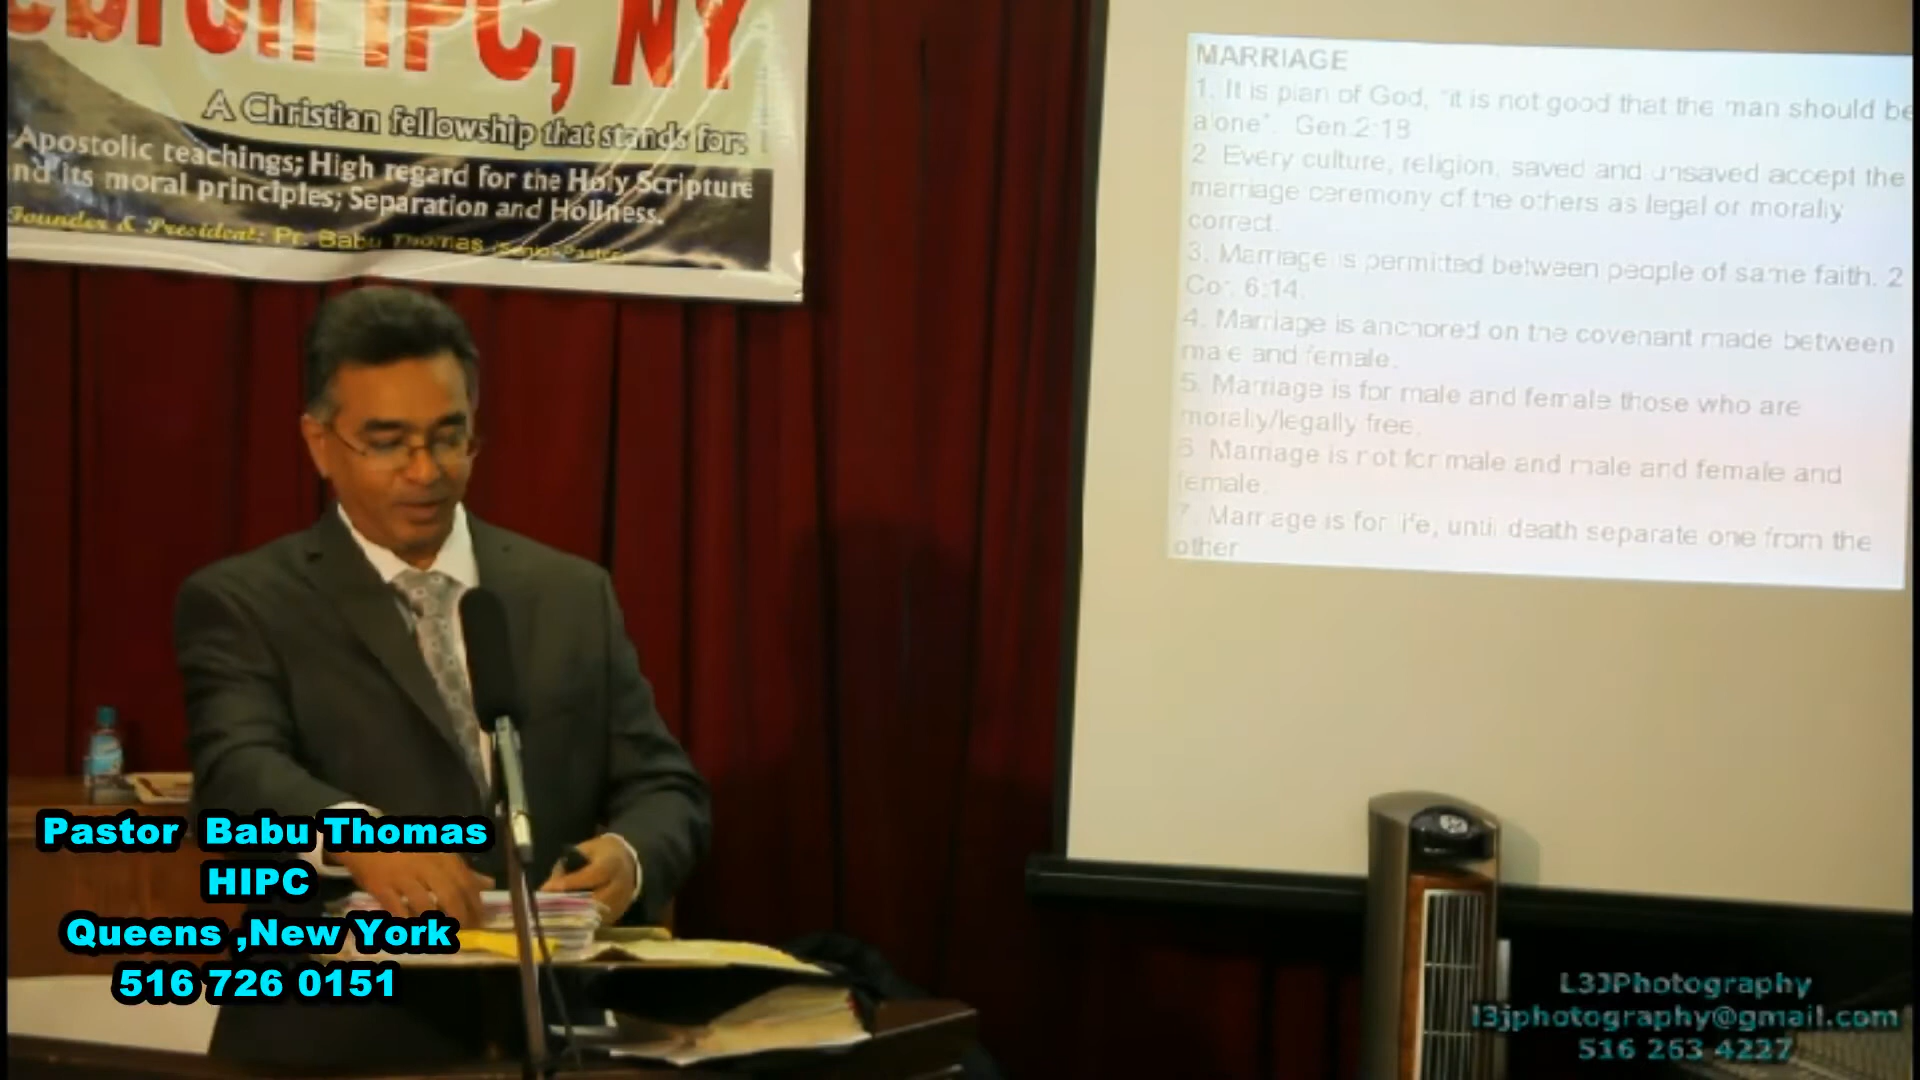 ebron IPC, NY
A Christian fellowship that stands for:
Apostolic teachings; High regard for the Holy Scripture
nd its moral principles; Separation and Holiness.
Founder & President: Pr. Babu Thomas (Senior Pastor)
MARRIAGE
1. It is plan of God, "it is not good that the man should be
alone". Gen.2:18
2. Every culture, religion, saved and unsaved accept the
marriage ceremony of the others as legal or morally
correct.
3. Marriage is permitted between people of same faith. 2
Cor. 6:14.
4. Marriage is anchored on the covenant made between
male and female.
5. Marriage is for male and female those who are
morally/legally free.
6. Marriage is not for male and male and female and
female.
7. Marriage is for life, until death separate one from the
other
Pastor Babu Thomas
HIPC
Queens ,New York
516 726 0151
L3JPhotography
l3jphotography@gmail.com
516 263 4227